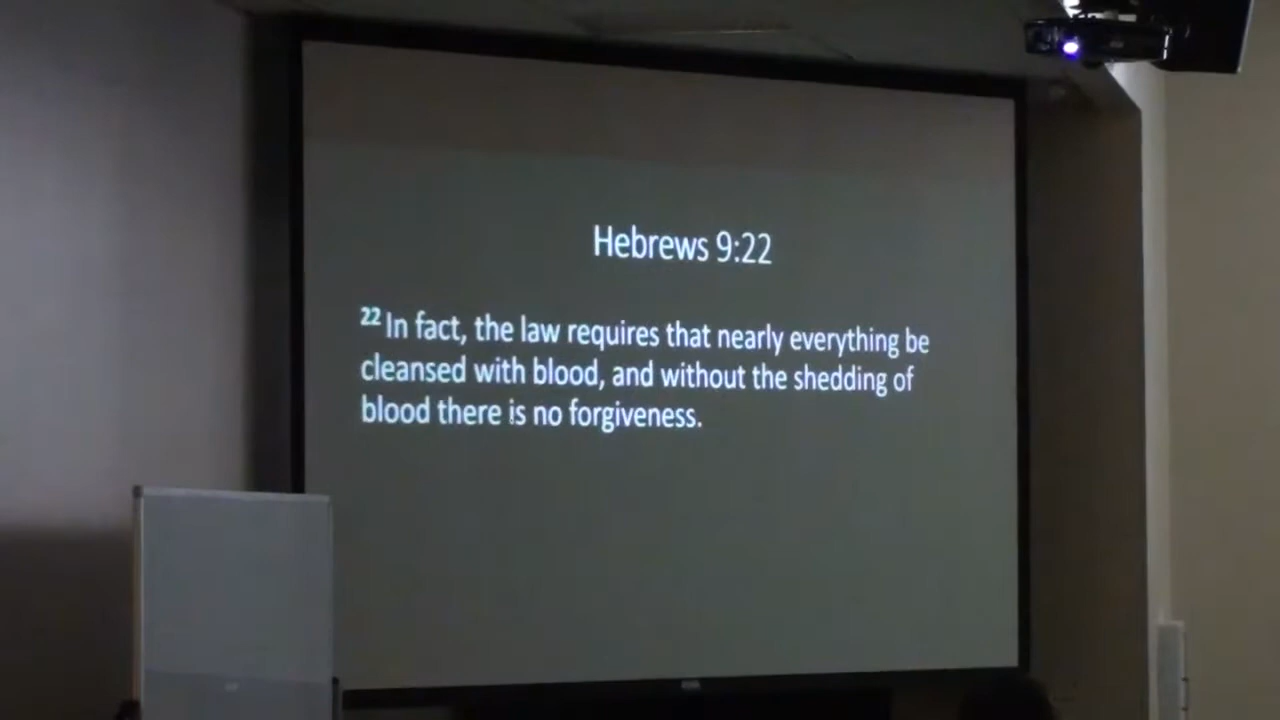 Hebrews 9:22
22 In fact, the law requires that nearly everything be
cleansed with blood, and without the shedding of
blood there is no forgiveness.